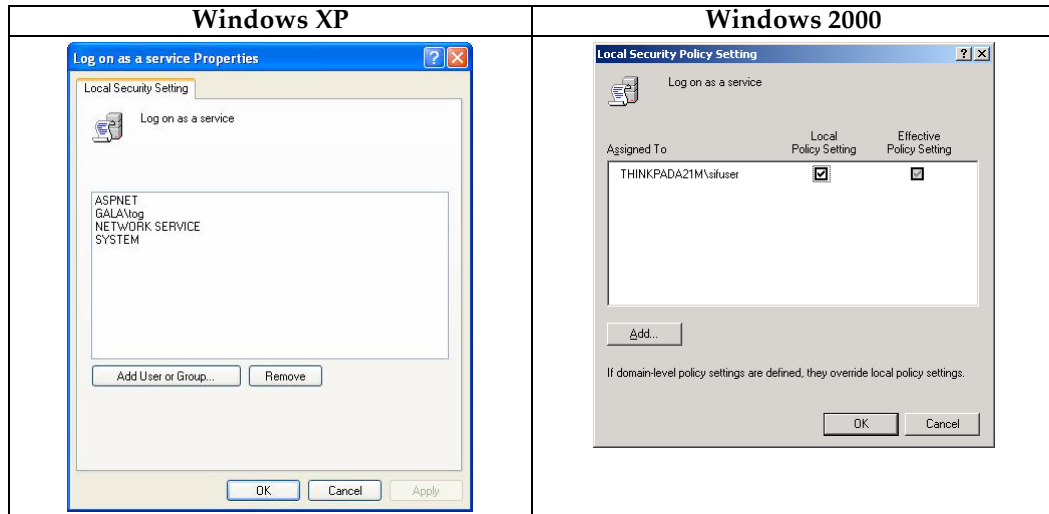 Windows XP
Windows 2000
Log on as a service Properties
Local Security Setting
Log on as a service
ASPNET
GALA\tog
NETWORK SERVICE
SYSTEM
Add User or Group...
Remove
OK
Cancel
Apply
Local Security Policy Setting
Log on as a service
Assigned To
Local
Policy Setting
Effective
Policy Setting
THINKPADA21M\sifuser
Add...
If domain-level policy settings are defined, they override local policy settings.
OK
Cancel